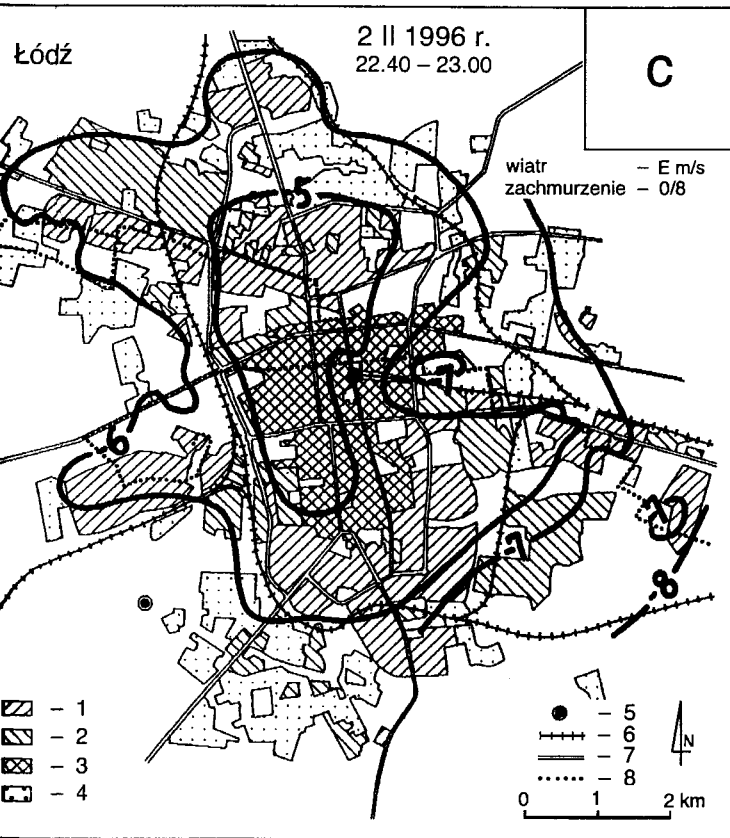 Łódź
2 II 1996 r.
22.40 – 23.00
C
wiatr – E m/s
zachmurzenie – 0/8
-5
-7
-6
-7
-7
-8
– 1
– 2
– 3
– 4
– 5
– 6
– 7
– 8
N
0 1 2 km